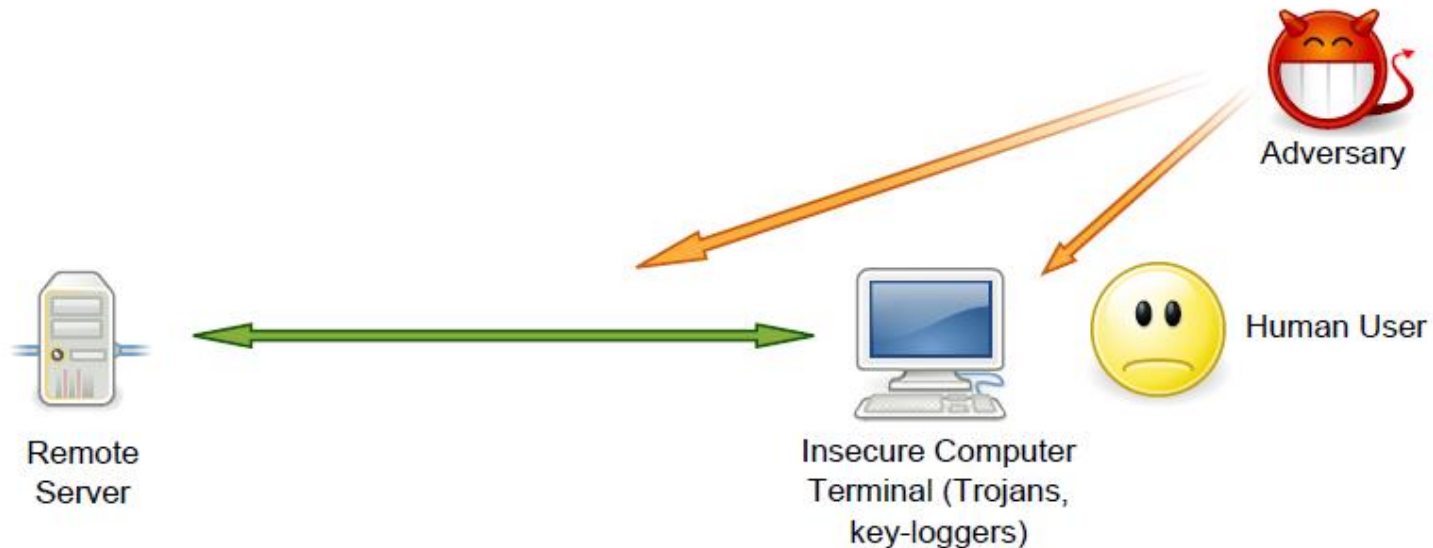 Adversary
Human User
Remote
Server
Insecure Computer
Terminal (Trojans,
key-loggers)